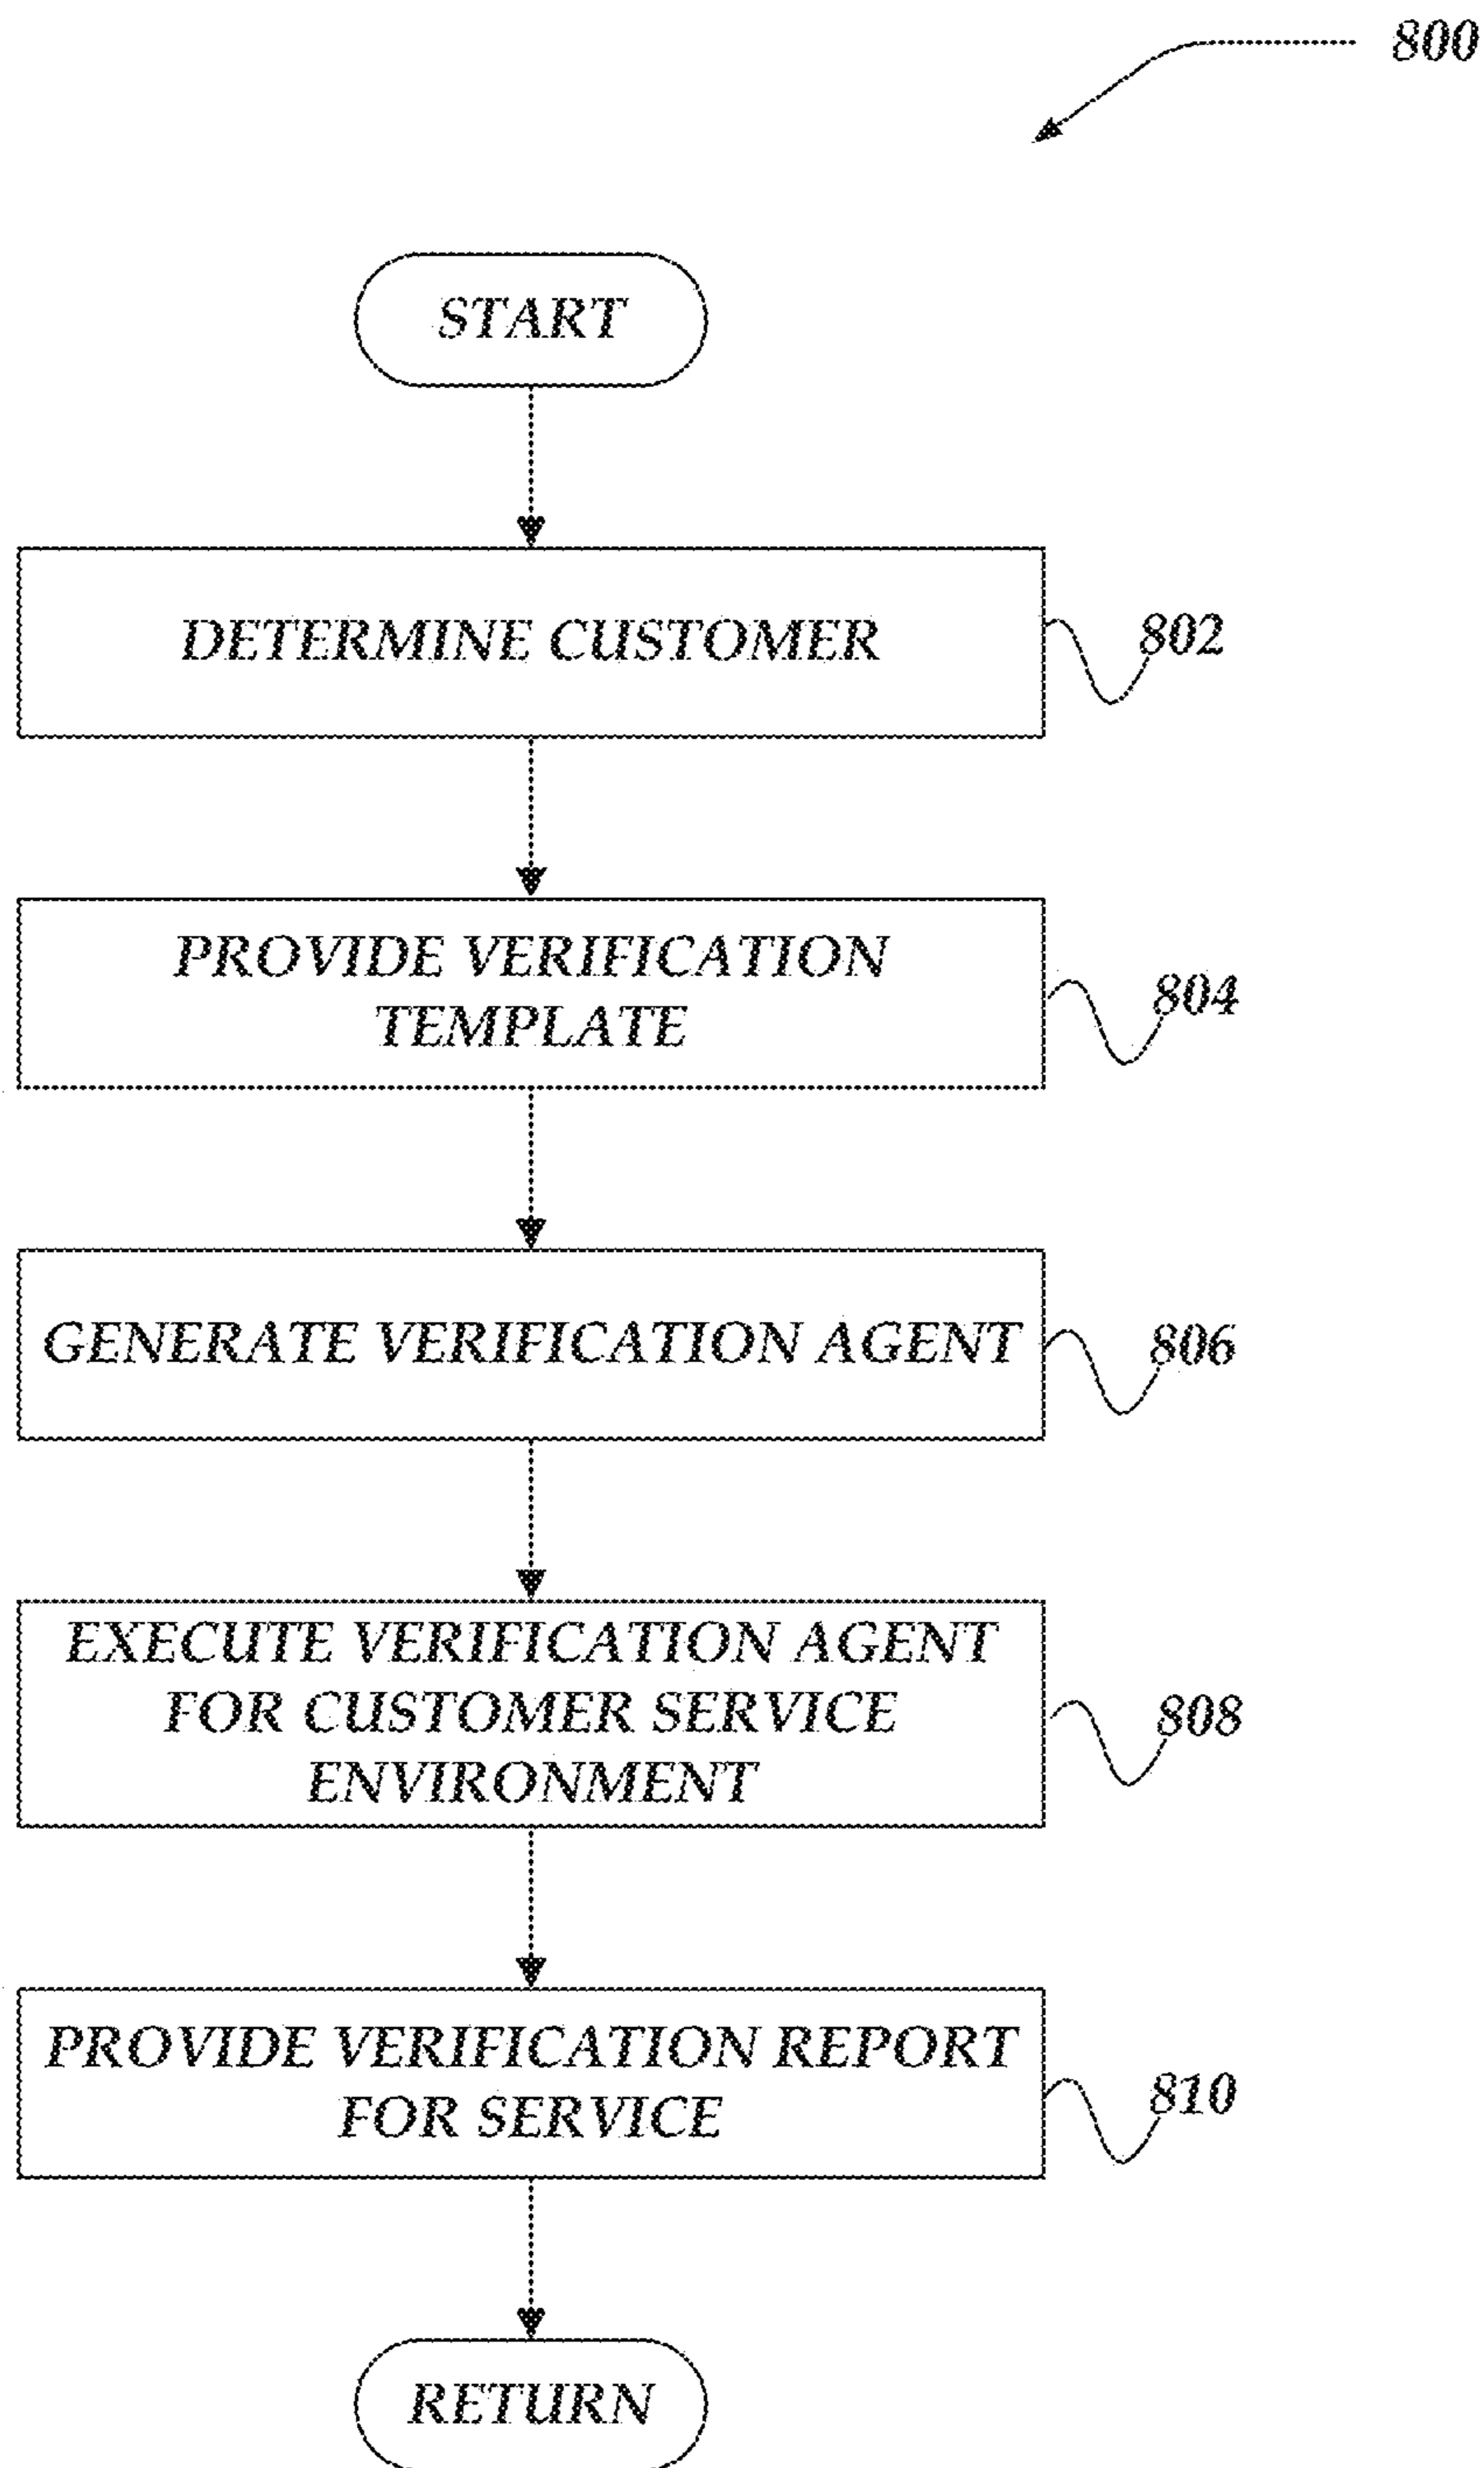 800
START
DETERMINE CUSTOMER
802
PROVIDE VERIFICATION
TEMPLATE
804
GENERATE VERIFICATION AGENT
806
EXECUTE VERIFICATION AGENT
FOR CUSTOMER SERVICE
ENVIRONMENT
808
PROVIDE VERIFICATION REPORT
FOR SERVICE
810
RETURN